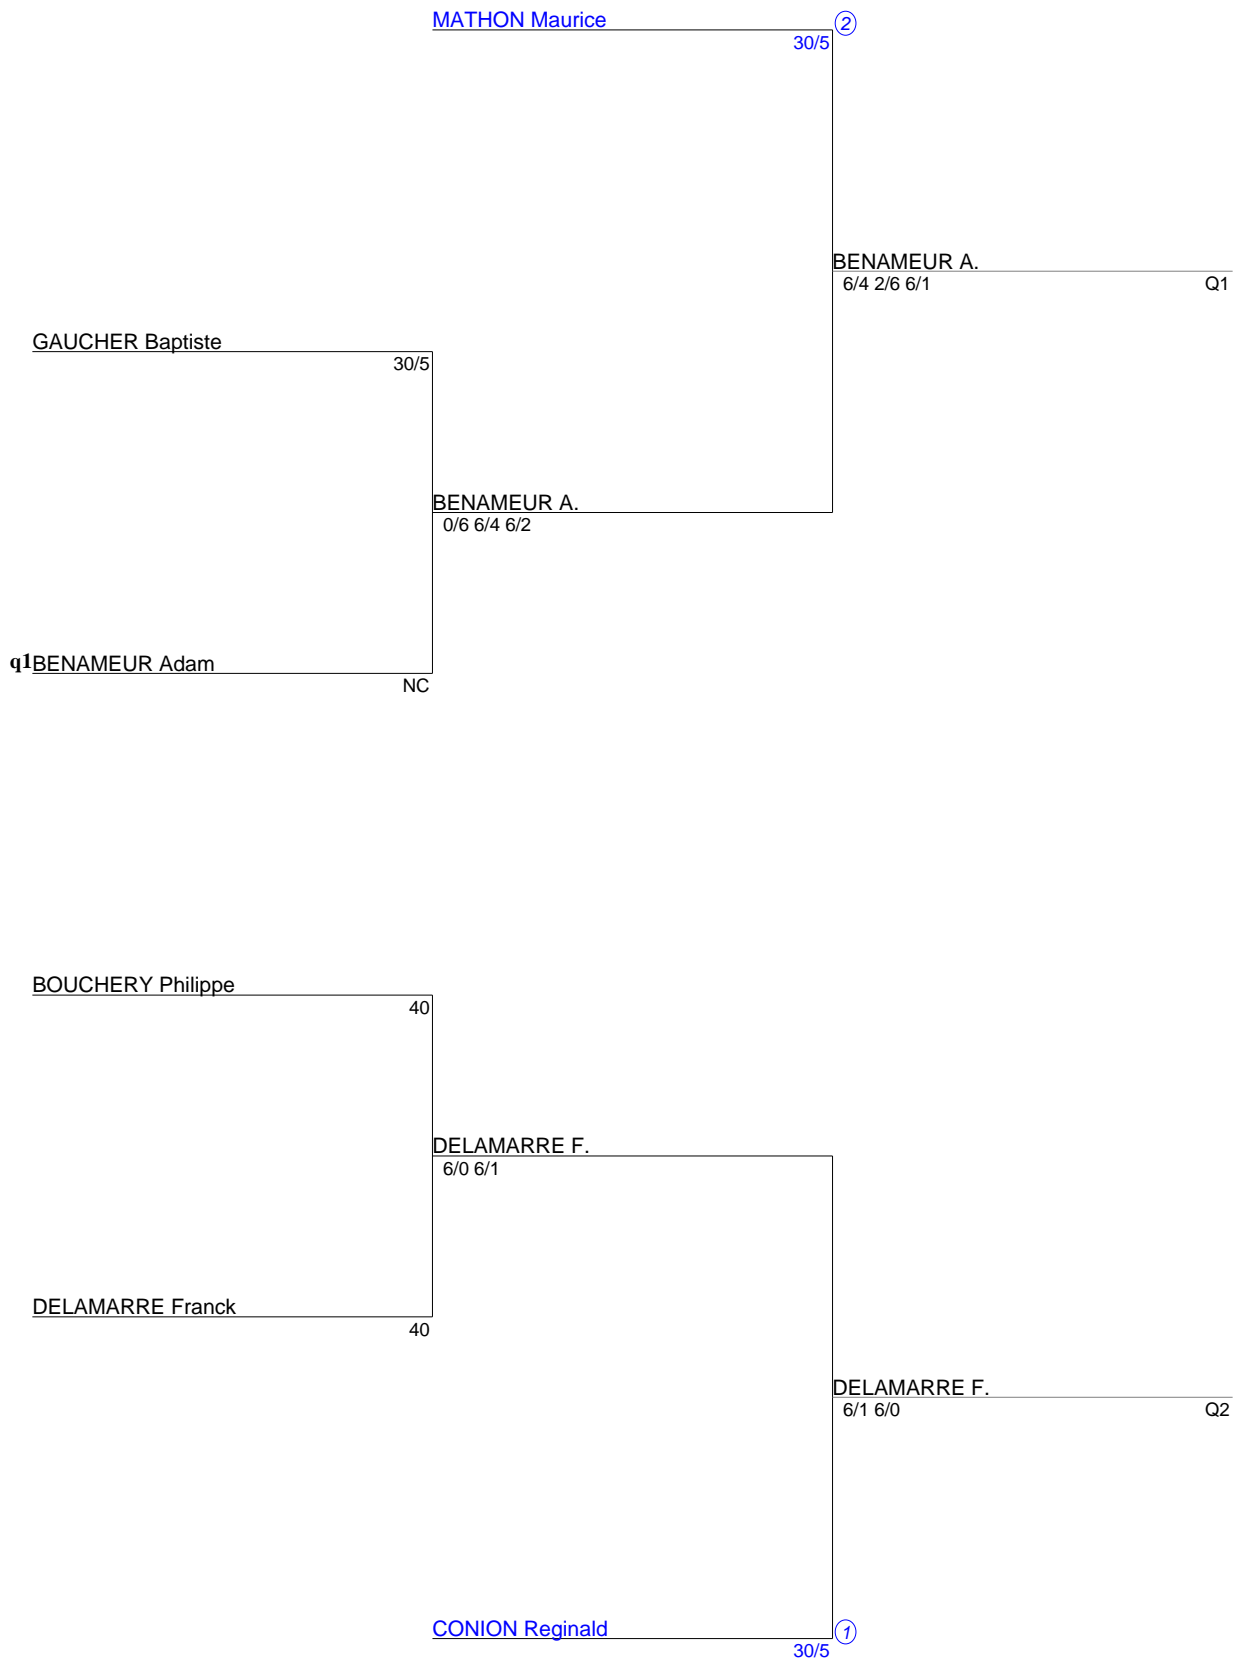 MATHON Maurice
2
30/5
BENAMEUR A.
6/4 2/6 6/1
Q1
GAUCHER Baptiste
30/5
BENAMEUR A.
0/6 6/4 6/2
q1 BENAMEUR Adam
NC
BOUCHERY Philippe
40
DELAMARRE F.
6/0 6/1
DELAMARRE Franck
40
DELAMARRE F.
6/1 6/0
Q2
CONION Reginald
1
30/5